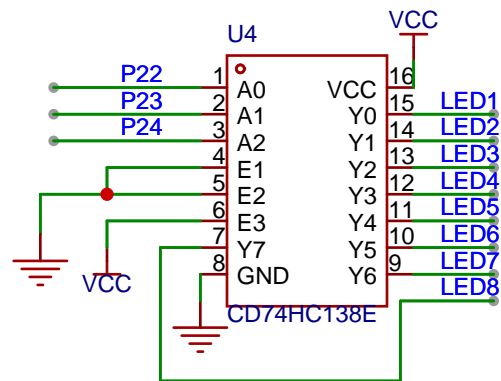 VCC
U4
P22 1 A0 VCC 16
P23 2 A1 Y0 15 LED1
P24 3 A2 Y1 14 LED2
4 E1 Y2 13 LED3
5 E2 Y3 12 LED4
6 E3 Y4 11 LED5
7 Y7 Y5 10 LED6
8 GND Y6 9 LED7
VCC LED8
CD74HC138E